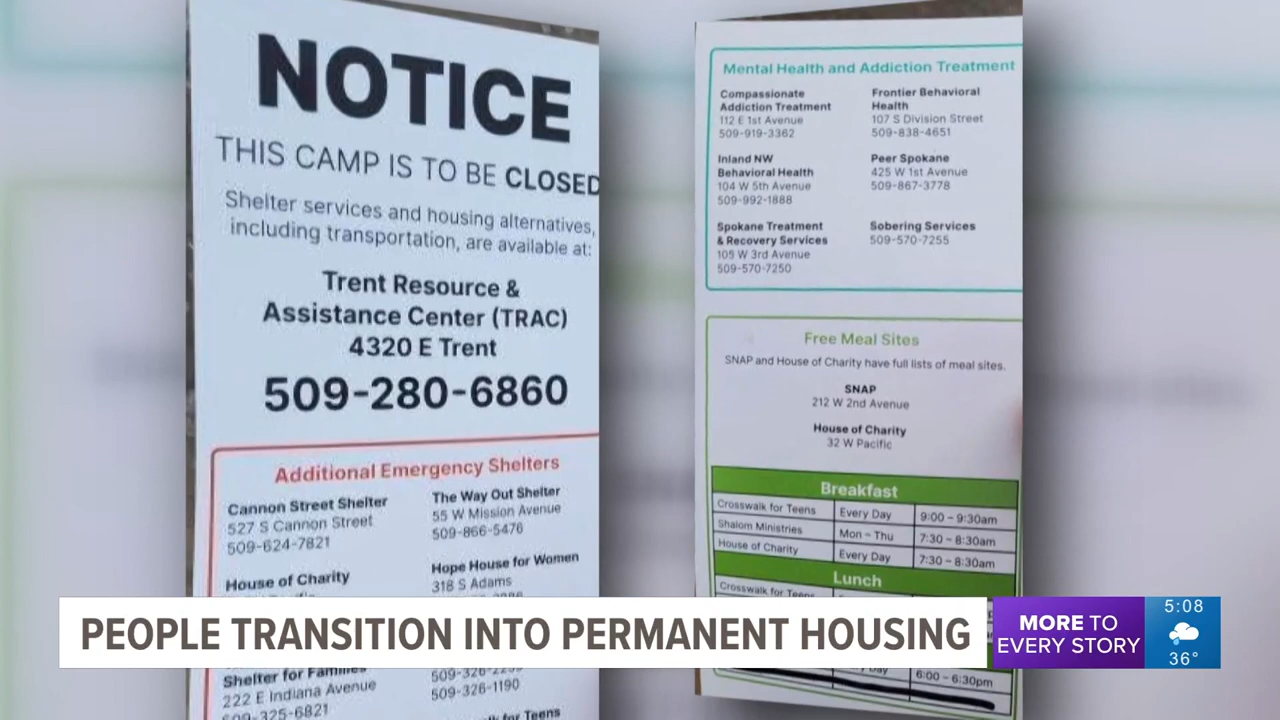 NOTICE
THIS CAMP IS TO BE CLOSED
Shelter services and housing alternatives,
including transportation, are available at:
Trent Resource &
Assistance Center (TRAC)
4320 E Trent
509-280-6860
Additional Emergency Shelters
Cannon Street Shelter
527 S Cannon Street
509-624-7821
House of Charity
The Way Out Shelter
55 W Mission Avenue
509-866-5476
Hope House for Women
318 S Adams
Shelter for Families
222 E Indiana Avenue
509-325-6821
509-326-1190
for Teens
Mental Health and Addiction Treatment
Compassionate
Addiction Treatment
112 E 1st Avenue
509-919-3362
Frontier Behavioral
Health
107 S Division Street
509-838-4651
Inland NW
Behavioral Health
104 W 5th Avenue
509-992-1888
Peer Spokane
425 W 1st Avenue
509-867-3778
Spokane Treatment
& Recovery Services
105 W 3rd Avenue
509-570-7250
Sobering Services
509-570-7255
Free Meal Sites
SNAP and House of Charity have full lists of meal sites.
SNAP
212 W 2nd Avenue
House of Charity
32 W Pacific
Breakfast
Crosswalk for Teens Every Day 9:00 – 9:30am
Shalom Ministries Mon – Thu 7:30 – 8:30am
House of Charity Every Day 7:30 – 8:30am
Lunch
Crosswalk for Teens
Day 6:00 – 6:30pm
PEOPLE TRANSITION INTO PERMANENT HOUSING
MORE TO
EVERY STORY
5:08
36°